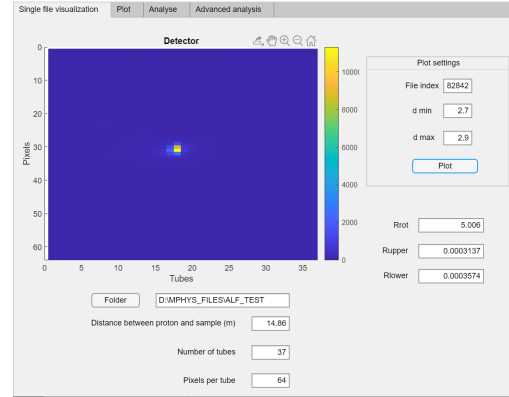 Single file visualization Plot Analyse Advanced analysis
Detector
Plot settings
File index 82842
d min 2.7
d max 2.9
Plot
Pixels
0
10
20
30
40
50
60
0 5 10 15 20 25 30 35
Tubes
10000
8000
6000
4000
2000
0
Rrot 5.006
Rupper 0.0003137
Rlower 0.0003574
Folder D:\MPHYS_FILES\ALF_TEST
Distance between proton and sample (m) 14.86
Number of tubes 37
Pixels per tube 64